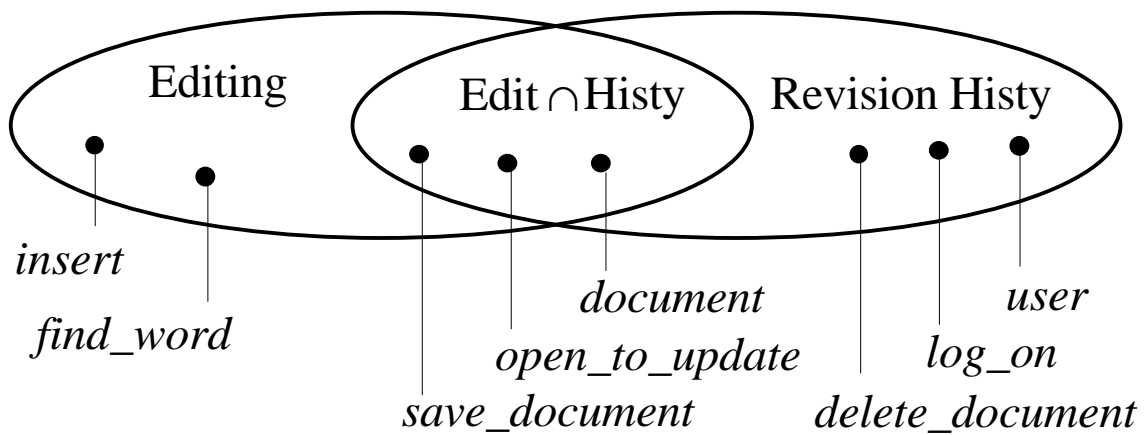 Editing
Edit ∩ Histy
Revision Histy
insert
find_word
document
open_to_update
save_document
user
log_on
delete_document